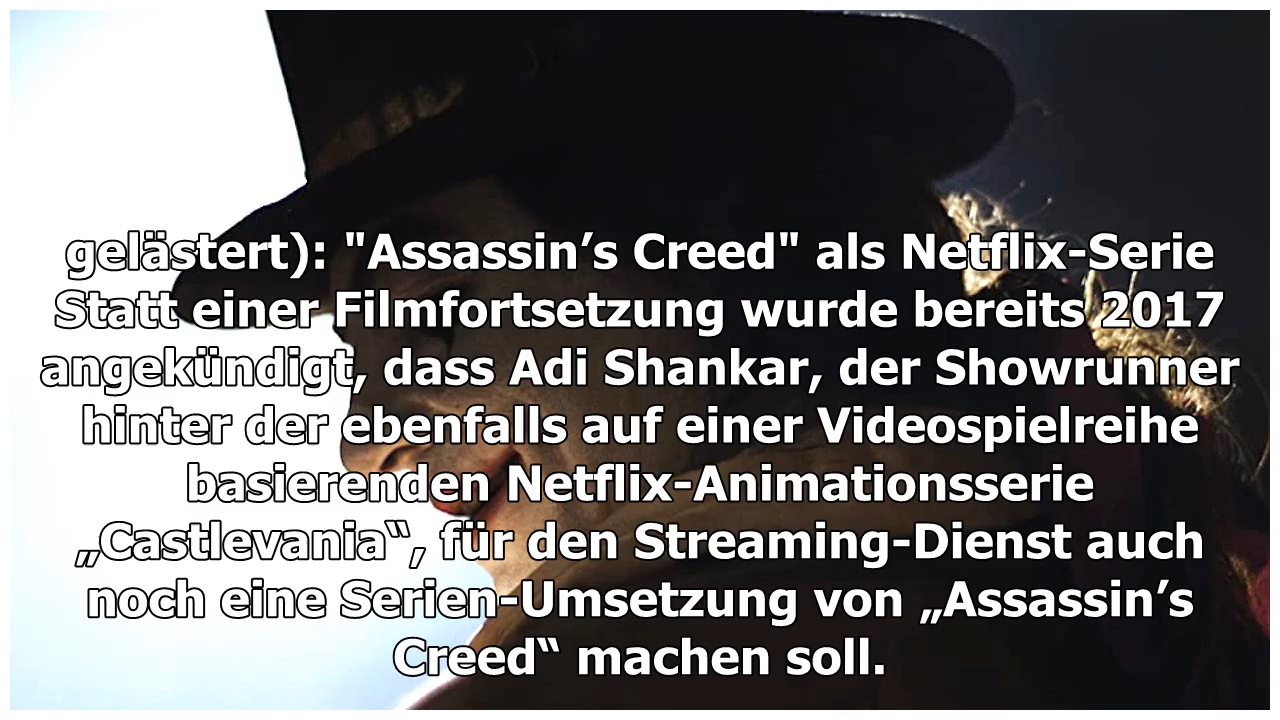 gelästert): "Assassin’s Creed" als Netflix-Serie
Statt einer Filmfortsetzung wurde bereits 2017
angekündigt, dass Adi Shankar, der Showrunner
hinter der ebenfalls auf einer Videospielreihe
basierenden Netflix-Animationsserie
„Castlevania“, für den Streaming-Dienst auch
noch eine Serien-Umsetzung von „Assassin’s
Creed“ machen soll.